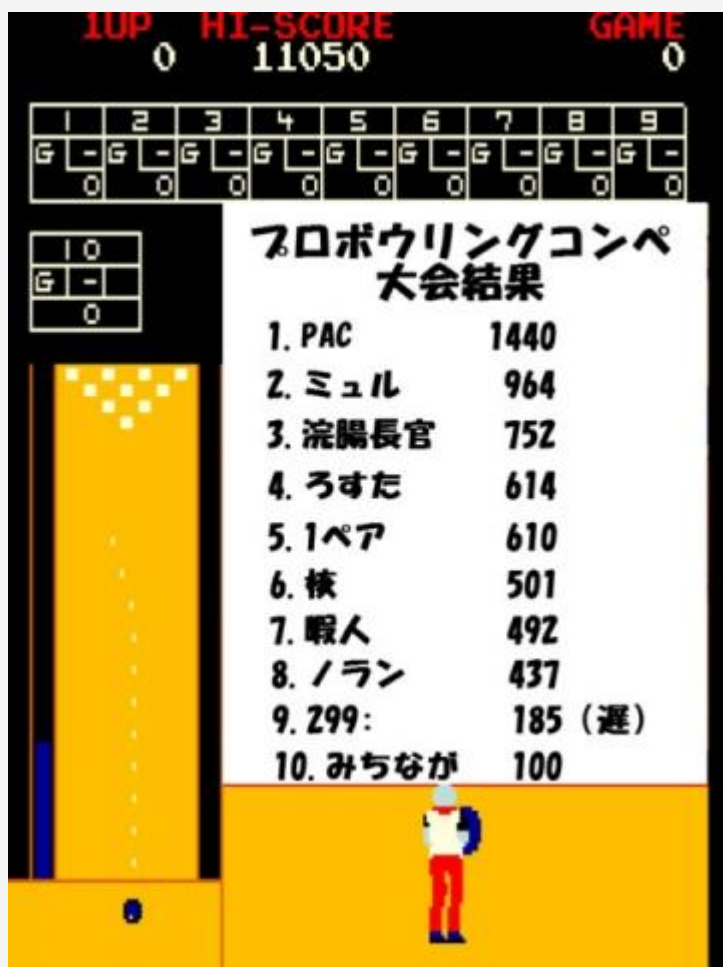 1UP HI-SCORE GAME
0 11050 0
1 2 3 4 5 6 7 8 9
G - G - G - G - G - G - G - G - G -
0 0 0 0 0 0 0 0 0
10
G -
0
プロボウリングコンペ
大会結果
1. PAC 1440
2. ミュル 964
3. 浣腸長官 752
4. ろすた 614
5. 1ペア 610
6. 核 501
7. 暇人 492
8. ノラン 437
9. 299: 185 (遅)
10. みちなが 100